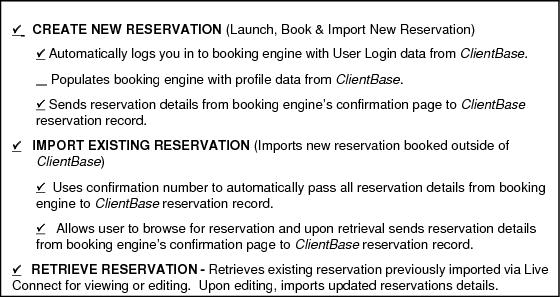 ✓ CREATE NEW RESERVATION (Launch, Book & Import New Reservation)
✓ Automatically logs you in to booking engine with User Login data from ClientBase.
__ Populates booking engine with profile data from ClientBase.
✓ Sends reservation details from booking engine's confirmation page to ClientBase
reservation record.
✓ IMPORT EXISTING RESERVATION (Imports new reservation booked outside of
ClientBase)
✓ Uses confirmation number to automatically pass all reservation details from booking
engine to ClientBase reservation record.
✓ Allows user to browse for reservation and upon retrieval sends reservation details
from booking engine's confirmation page to ClientBase reservation record.
✓ RETRIEVE RESERVATION - Retrieves existing reservation previously imported via Live
Connect for viewing or editing. Upon editing, imports updated reservations details.